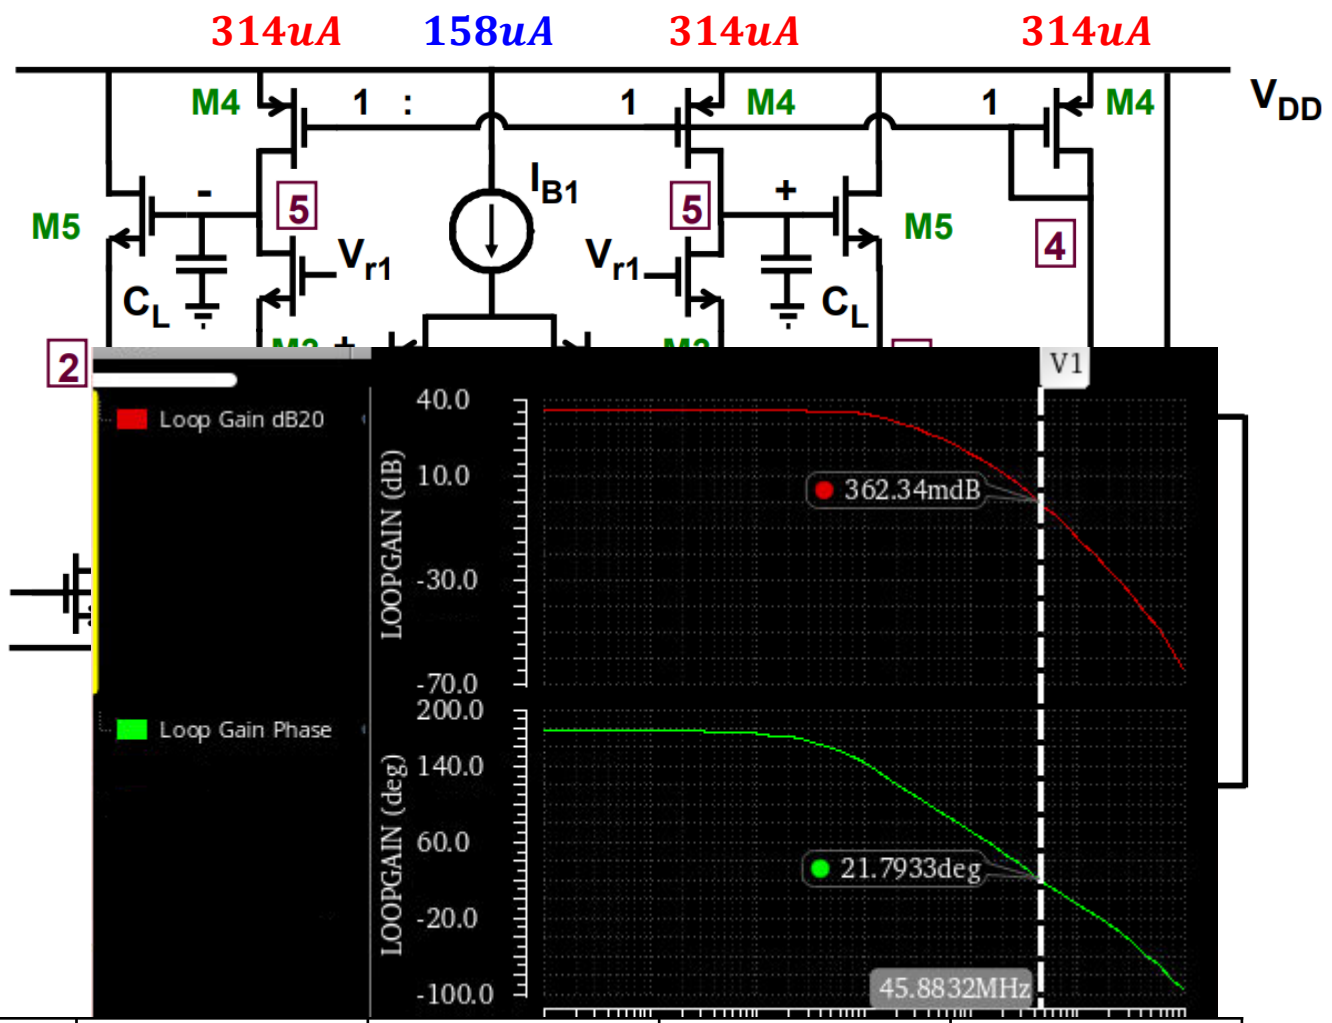 314uA 158uA 314uA 314uA
M4 1 : 1 M4 1 M4 VDD
IB1
- 5 5 + 
M5 Vr1 Vr1 M5 4
CL CL
+
2 V1
Loop Gain dB20
LOOPGAIN (dB)
40.0
10.0
362.34mdB
-30.0
-70.0
Loop Gain Phase
LOOPGAIN (deg)
200.0
140.0
60.0
21.7933deg
-20.0
-100.0
45.8832MHz